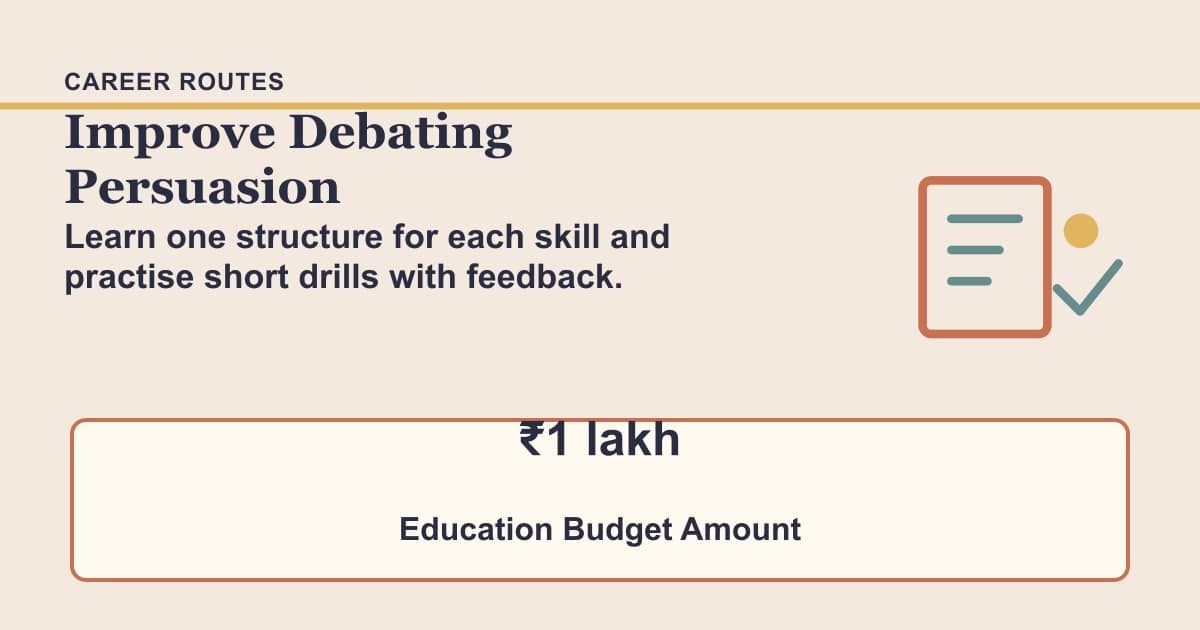 CAREER ROUTES
Improve Debating
Persuasion
Learn one structure for each skill and
practise short drills with feedback.
₹1 lakh
Education Budget Amount